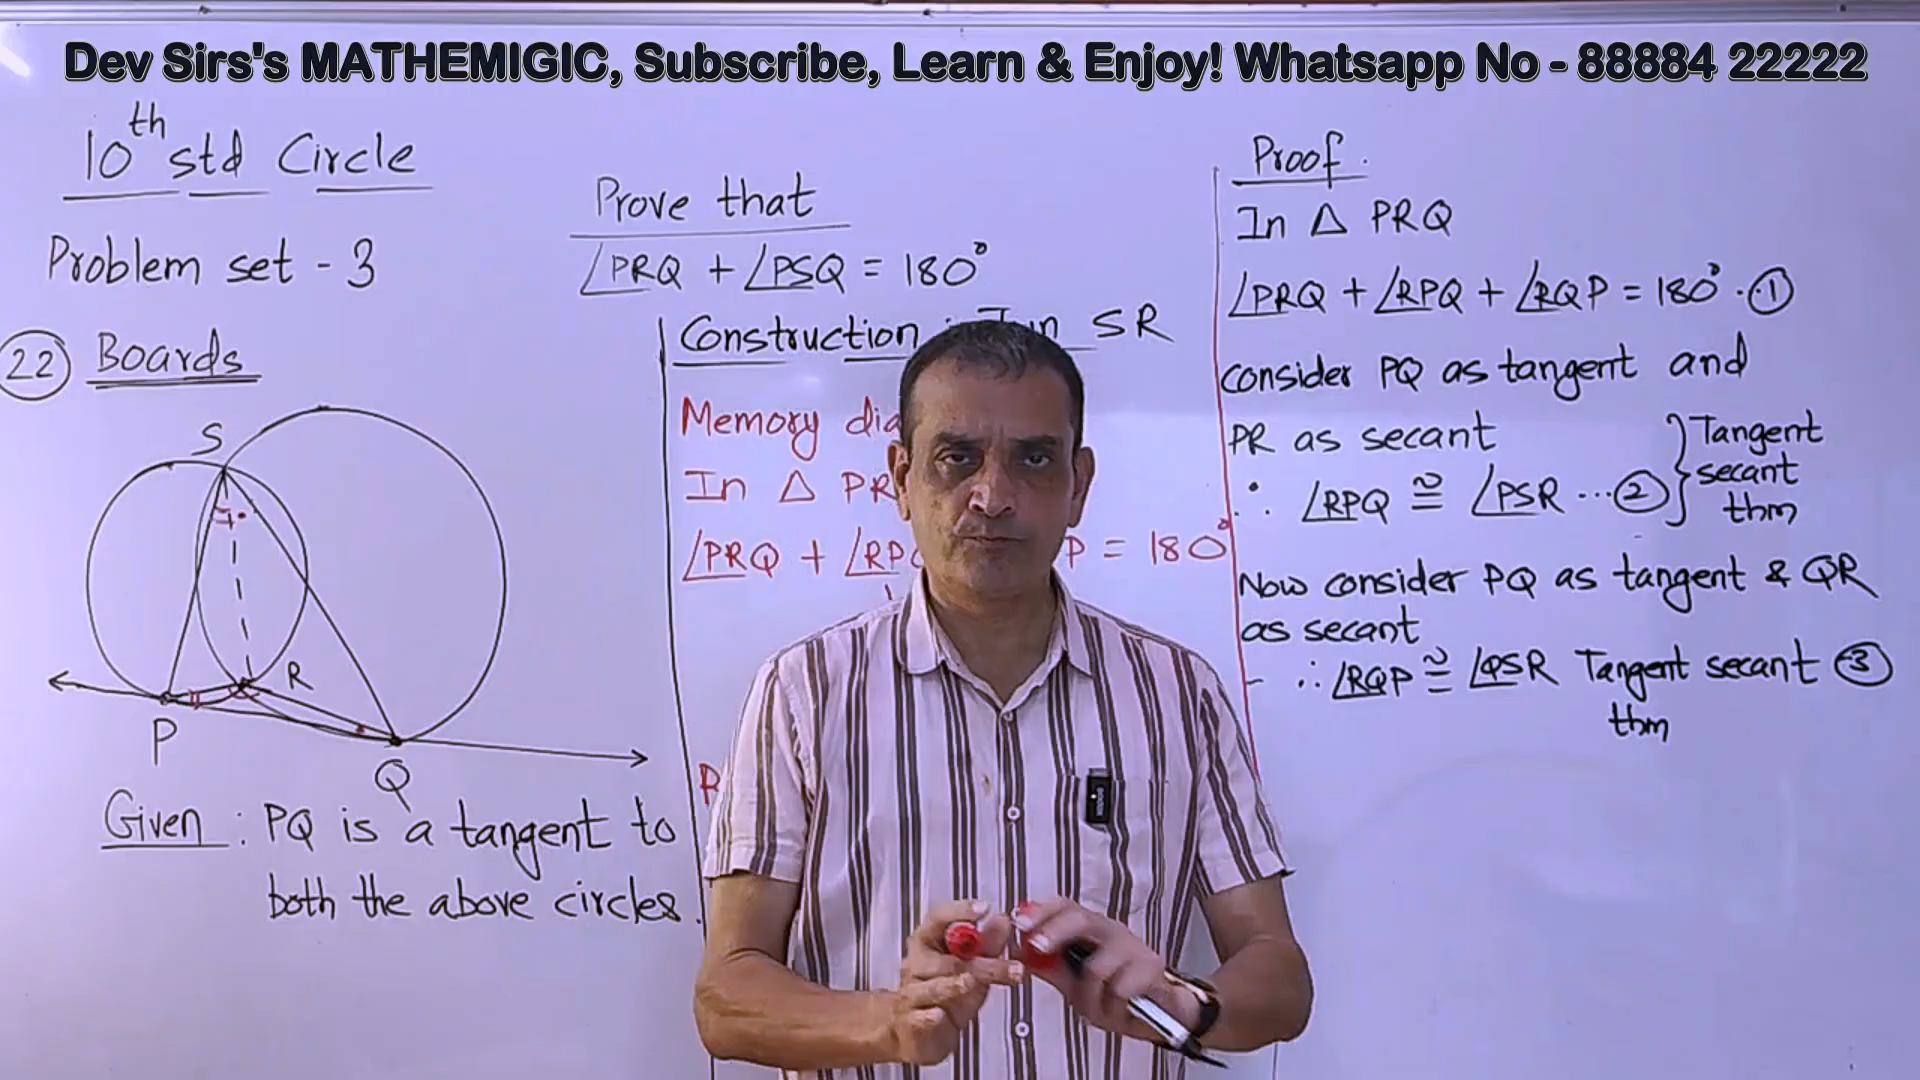 Dev Sirs's MATHEMIGIC, Subscribe, Learn & Enjoy! Whatsapp No - 88884 22222
10th std Circle
Problem set - 3
22 Boards
S
R
P
Q
Given : PQ is a tangent to
both the above circles.
Prove that
∠PRQ + ∠PSQ = 180°
Construction : Join SR
Memory
In △ PR
∠PRQ + ∠RPQ P = 180°
Proof.
In △ PRQ
∠PRQ + ∠RPQ + ∠RQP = 180° ·①
consider PQ as tangent and
PR as secant
∴ ∠RPQ ≅ ∠PSR ...②
} Tangent
secant
thm
Now consider PQ as tangent & QR
as secant
∴ ∠RQP ≅ ∠QSR Tangent secant ③
thm